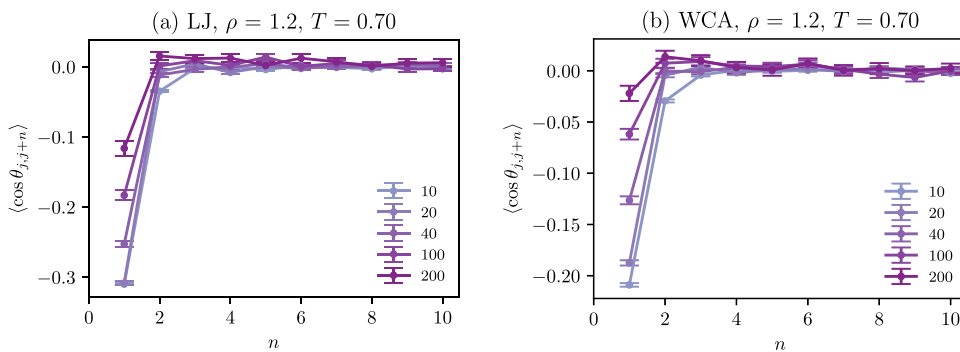 (a) LJ, ρ = 1.2, T = 0.70
0.0
−0.1
−0.2
−0.3
⟨cos θ_{j,j+n}⟩
10
20
40
100
200
0 2 4 6 8 10
n
(b) WCA, ρ = 1.2, T = 0.70
0.00
−0.05
−0.10
−0.15
−0.20
⟨cos θ_{j,j+n}⟩
10
20
40
100
200
0 2 4 6 8 10
n